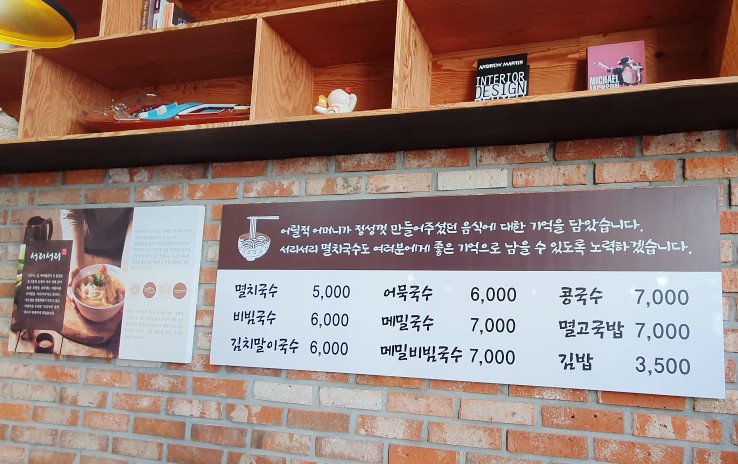 ANDREW MARTIN
INTERIOR
DESIGN
MICHAEL
JACKSON
서리서리
어릴적 어머니가 정성껏 만들어주셨던 음식에 대한 기억을 담았습니다.
서리서리 멸치국수도 여러분에게 좋은 기억으로 남을 수 있도록 노력하겠습니다.
멸치국수 5,000 어묵국수 6,000 콩국수 7,000
비빔국수 6,000 메밀국수 7,000 멸고국밥 7,000
김치말이국수 6,000 메밀비빔국수 7,000 김밥 3,500